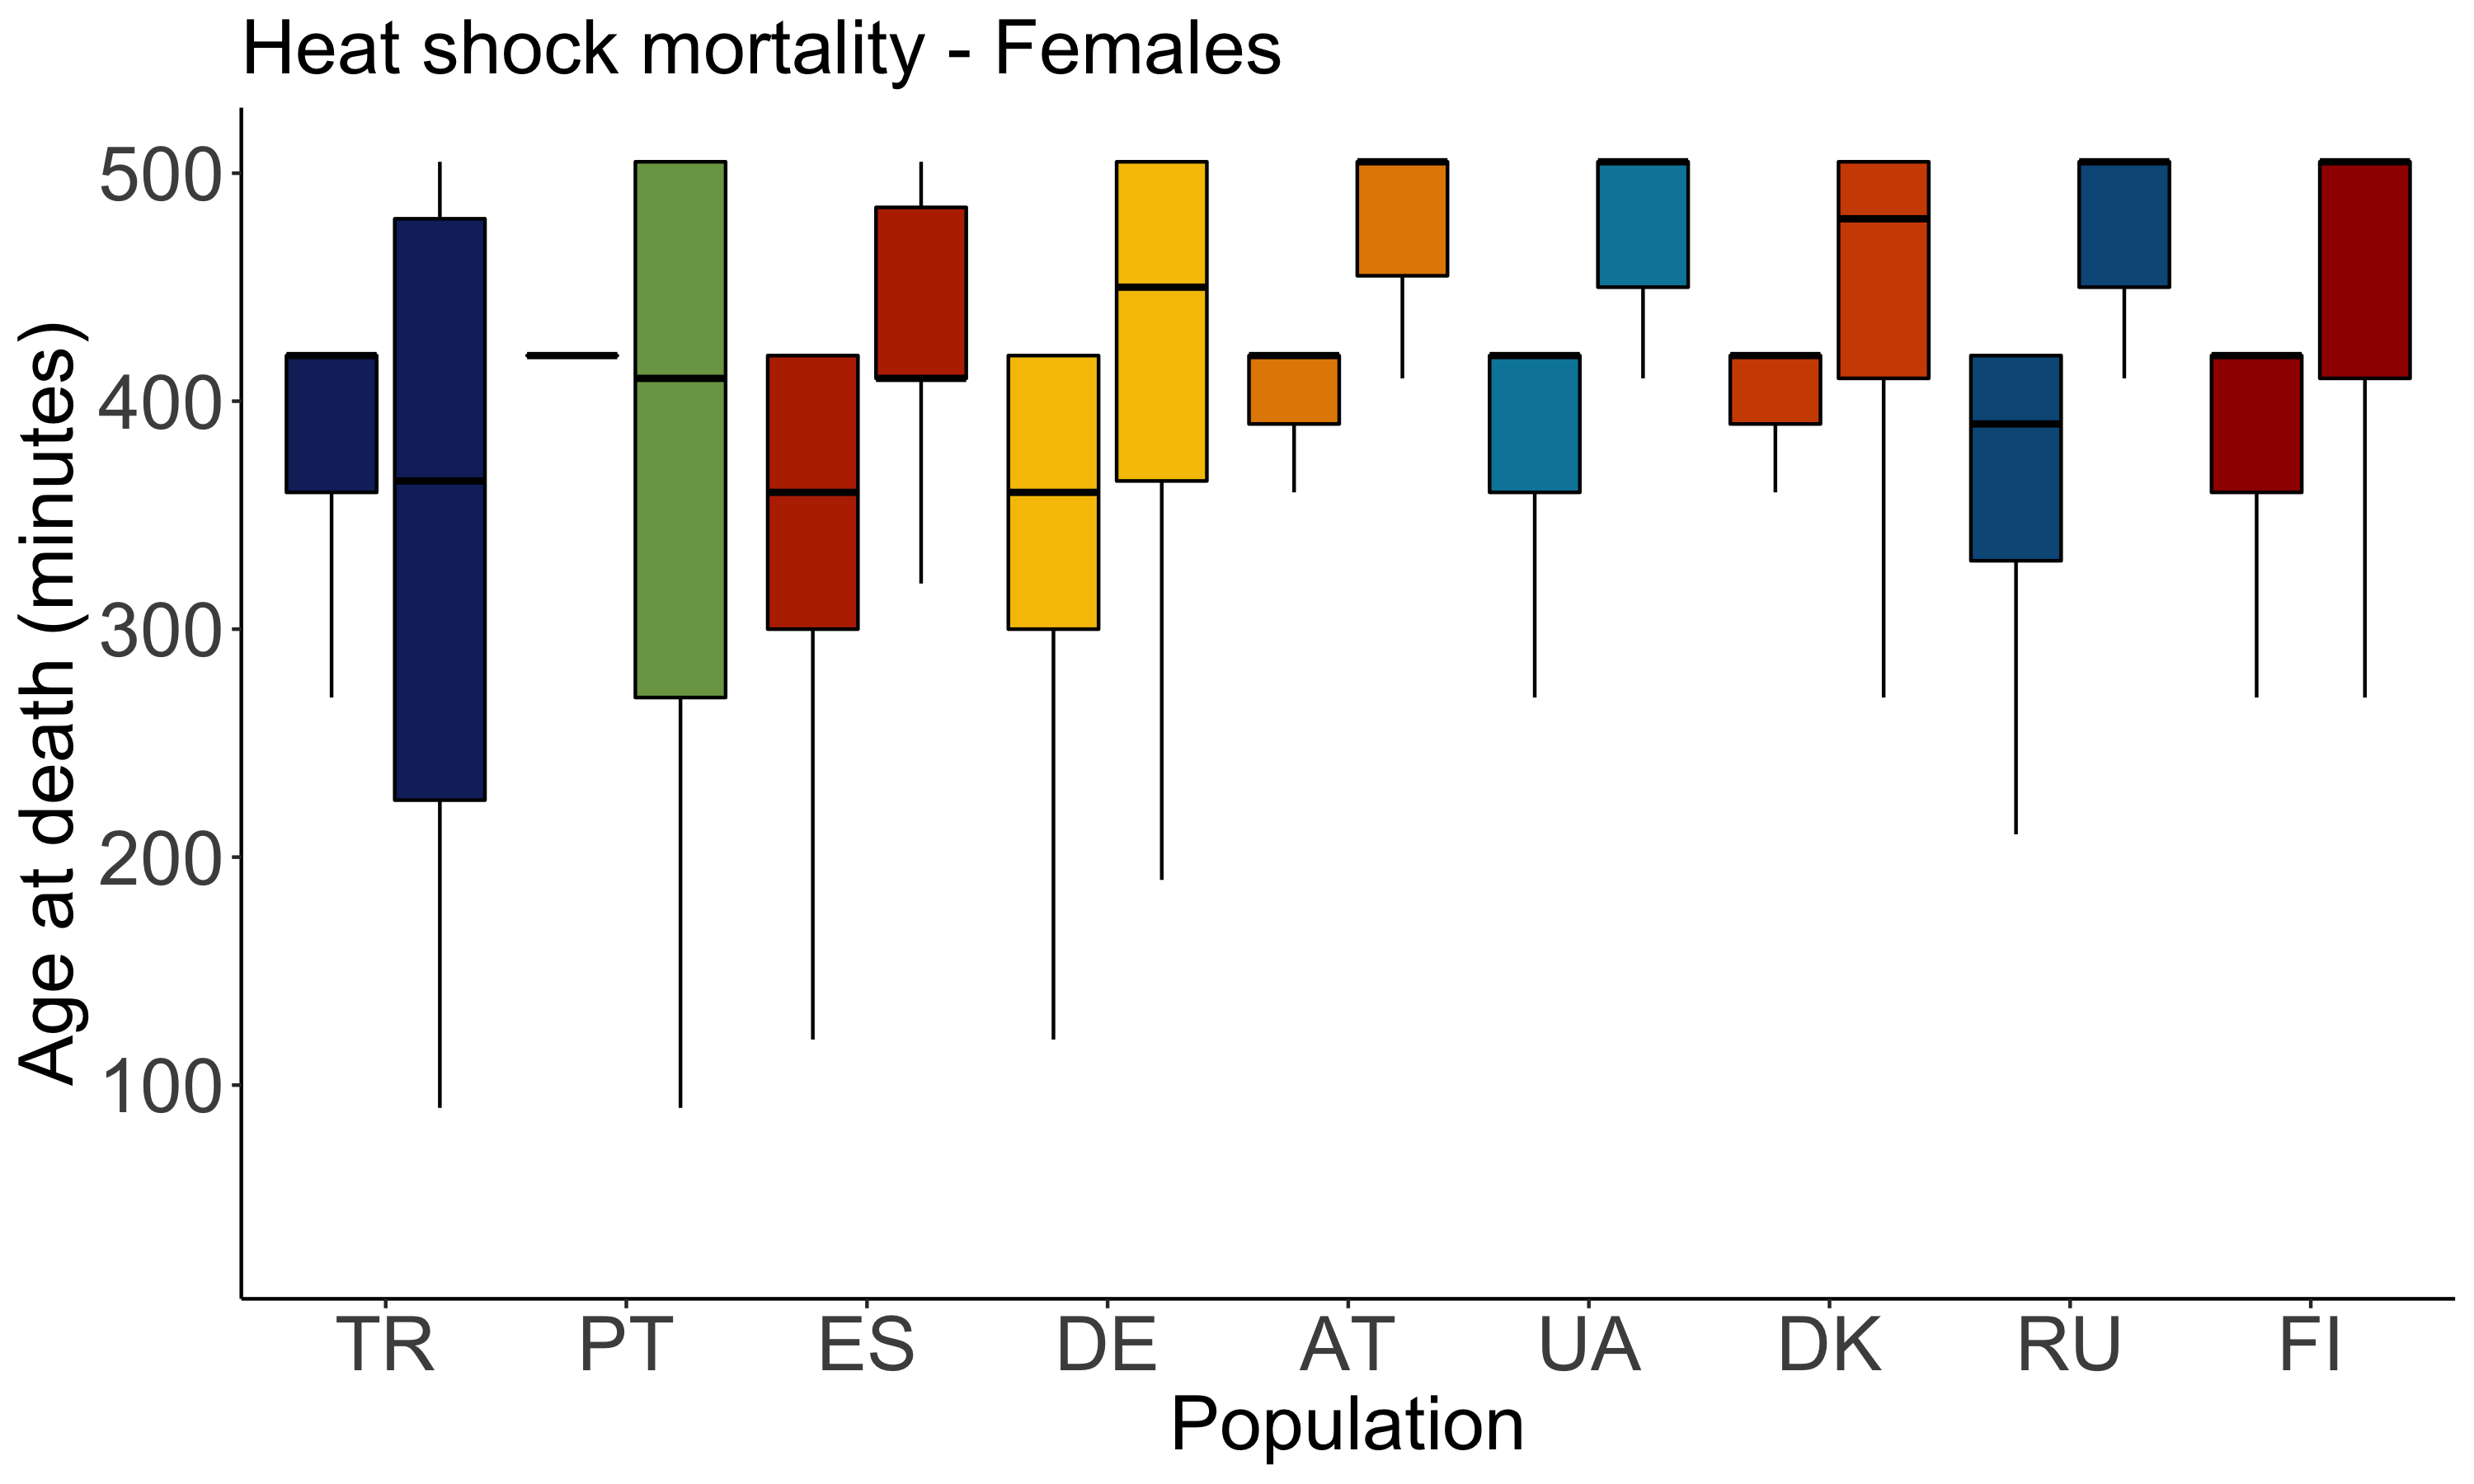 Heat shock mortality - Females
Age at death (minutes)
500
400
300
200
100
TR PT ES DE AT UA DK RU FI
Population